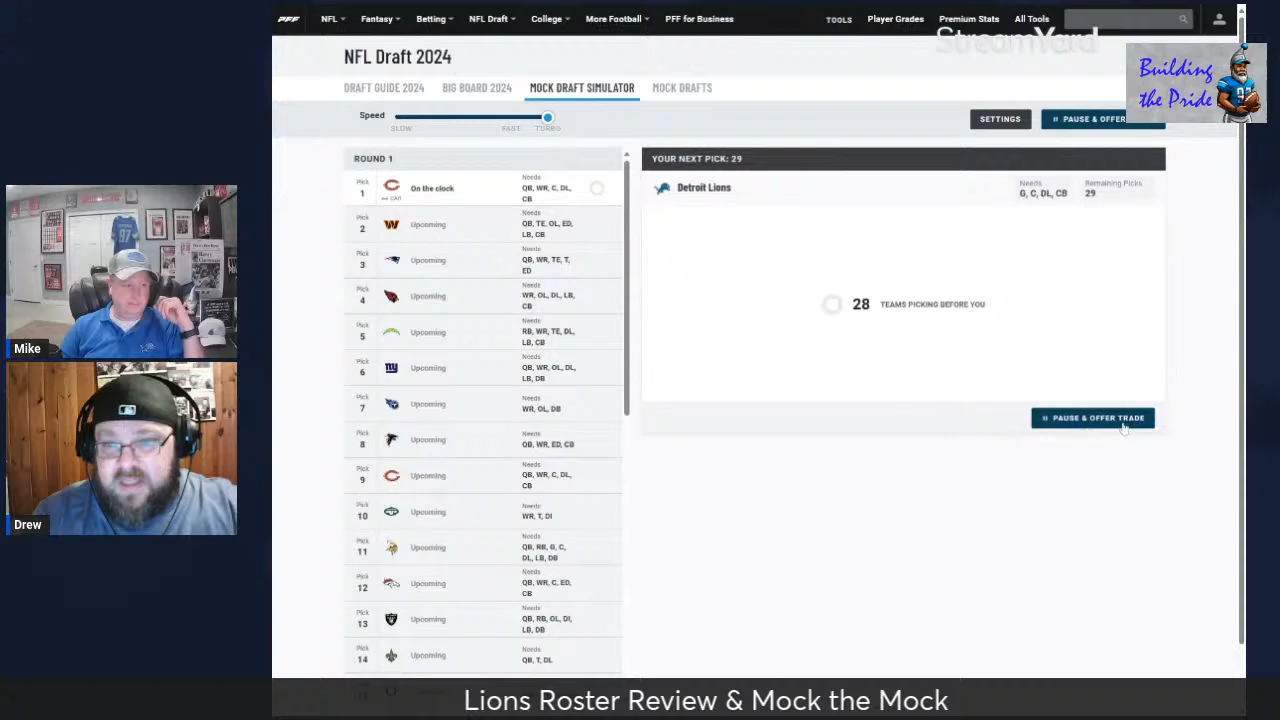 PFF
NFL
Fantasy
Betting
NFL Draft
College
More Football
PFF for Business
TOOLS
Player Grades
Premium Stats
All Tools
StreamYard
Building
the Pride
NFL Draft 2024
DRAFT GUIDE 2024
BIG BOARD 2024
MOCK DRAFT SIMULATOR
MOCK DRAFTS
Speed
SLOW
FAST
TURBO
SETTINGS
PAUSE & OFFER
ROUND 1
Pick
1
CAR
On the clock
Needs
QB, WR, C, DL,
CB
Pick
2
Upcoming
Needs
QB, TE, OL, ED,
LB, CB
Pick
3
Upcoming
Needs
QB, WR, TE, T,
ED
Pick
4
Upcoming
Needs
WR, OL, DL, LB,
CB
Pick
5
Upcoming
Needs
RB, WR, TE, DL,
LB, CB
Pick
6
Upcoming
Needs
QB, WR, OL, DL,
LB, DB
Pick
7
Upcoming
Needs
WR, OL, DB
Pick
8
Upcoming
Needs
QB, WR, ED, CB
Pick
9
Upcoming
Needs
QB, WR, C, DL,
CB
Pick
10
Upcoming
Needs
WR, T, DI
Pick
11
Upcoming
Needs
QB, RB, G, C,
DL, LB, DB
Pick
12
Upcoming
Needs
QB, WR, C, ED,
CB
Pick
13
Upcoming
Needs
QB, RB, OL, DI,
LB, DB
Pick
14
Upcoming
Needs
QB, T, DL
YOUR NEXT PICK: 29
Detroit Lions
Needs
G, C, DL, CB
Remaining Picks
29
28 TEAMS PICKING BEFORE YOU
PAUSE & OFFER TRADE
Mike
Drew
Lions Roster Review & Mock the Mock